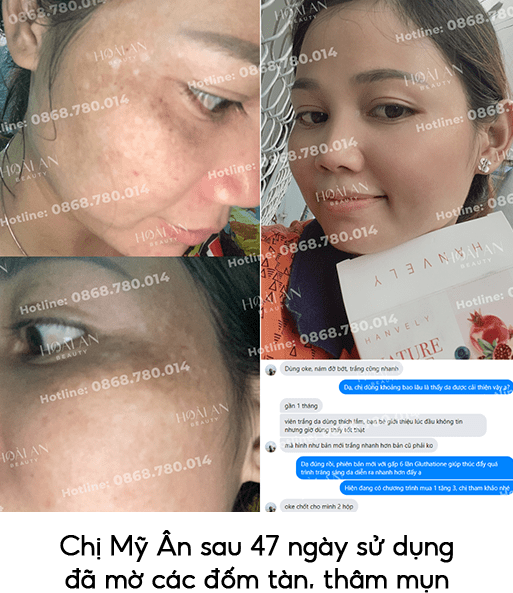 HOÀI AN
BEAUTY
Hotline: 0868.780.014
HANVELY
HANVELY
Dùng oke, nám đỡ bớt, trắng cũng nhanh
Dạ, chị dùng khoảng bao lâu là thấy da được cải thiện vậy ạ?
gần 1 tháng
viên trắng da dùng thích lắm, bạn bè giới thiệu lúc đầu không tin
nhưng giờ dùng thấy tốt thật
mà hình như bản mới trắng nhanh hơn bản cũ phải ko
Dạ đúng rồi, phiên bản mới với gấp 6 lần Gluthatione giúp thúc đẩy quá
trình trắng sáng da diễn ra nhanh hơn đấy ạ
Hiện đang có chương trình mua 1 tặng 3, chị tham khảo nhé
oke chốt cho mình 2 hộp
Chị Mỹ Ân sau 47 ngày sử dụng
đã mờ các đốm tàn, thâm mụn